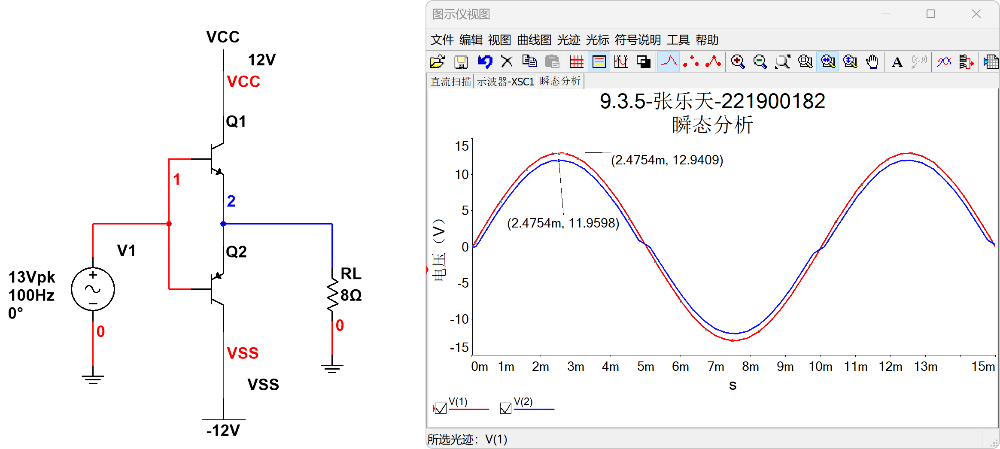 VCC
12V
VCC
Q1
1
2
V1
Q2
13Vpk
100Hz
0°
RL
8Ω
0
0
VSS
VSS
-12V
图示仪视图
文件 编辑 视图 曲线图 光迹 光标 符号说明 工具 帮助
直流扫描 示波器-XSC1 瞬态分析
9.3.5-张乐天-221900182
瞬态分析
电压（V）
15
10
5
0
-5
-10
-15
(2.4754m, 12.9409)
(2.4754m, 11.9598)
0m 1m 2m 3m 4m 5m 6m 7m 8m 9m 10m 11m 12m 13m 15m
s
V(1) V(2)
所选光迹：V(1)